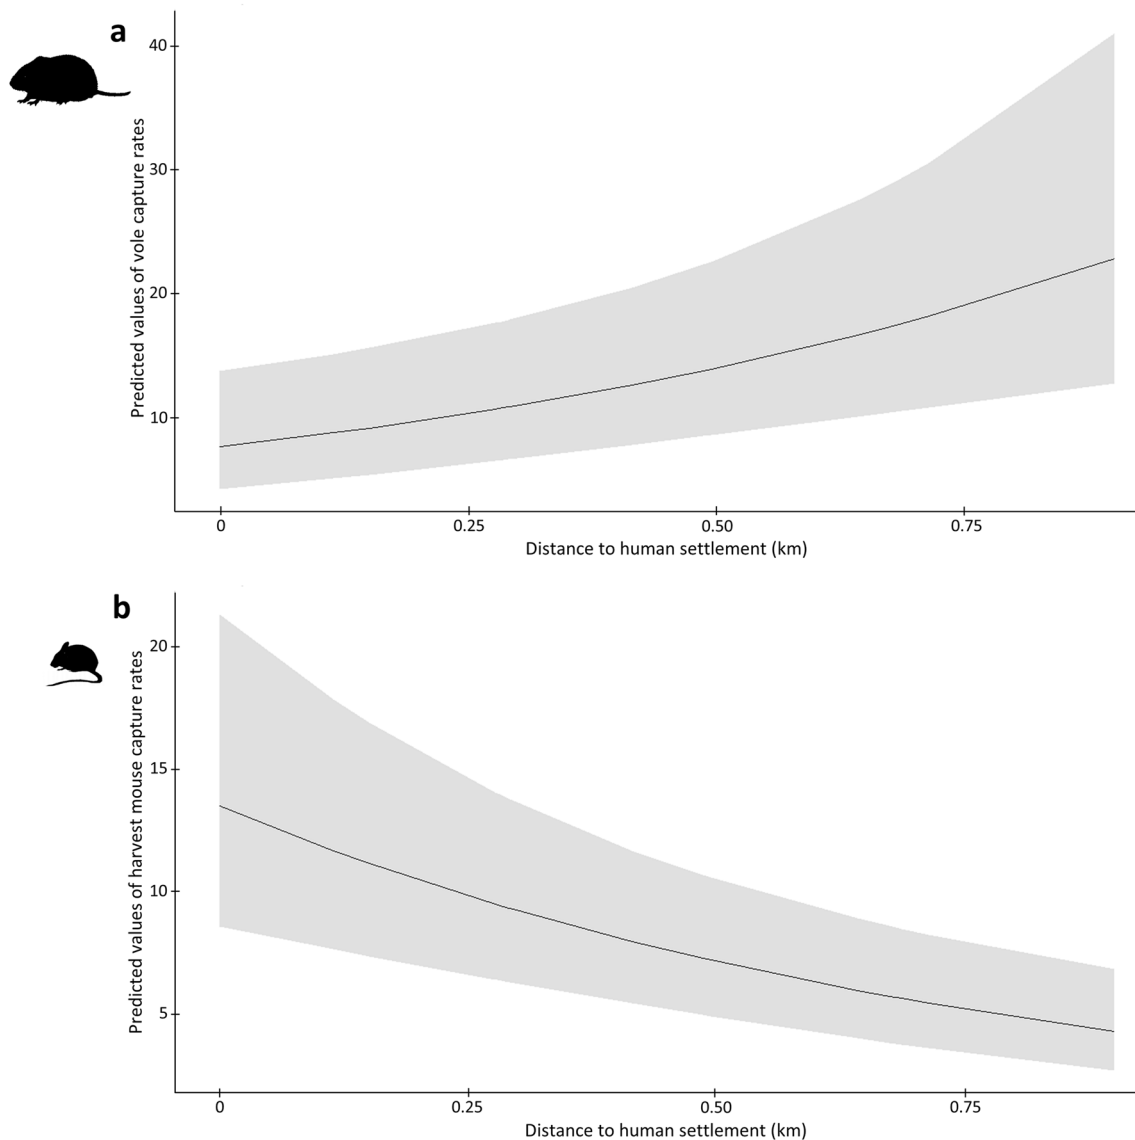 a
40
30
20
10
Predicted values of vole capture rates
0 0.25 0.50 0.75
Distance to human settlement (km)
b
20
15
10
5
Predicted values of harvest mouse capture rates
0 0.25 0.50 0.75
Distance to human settlement (km)